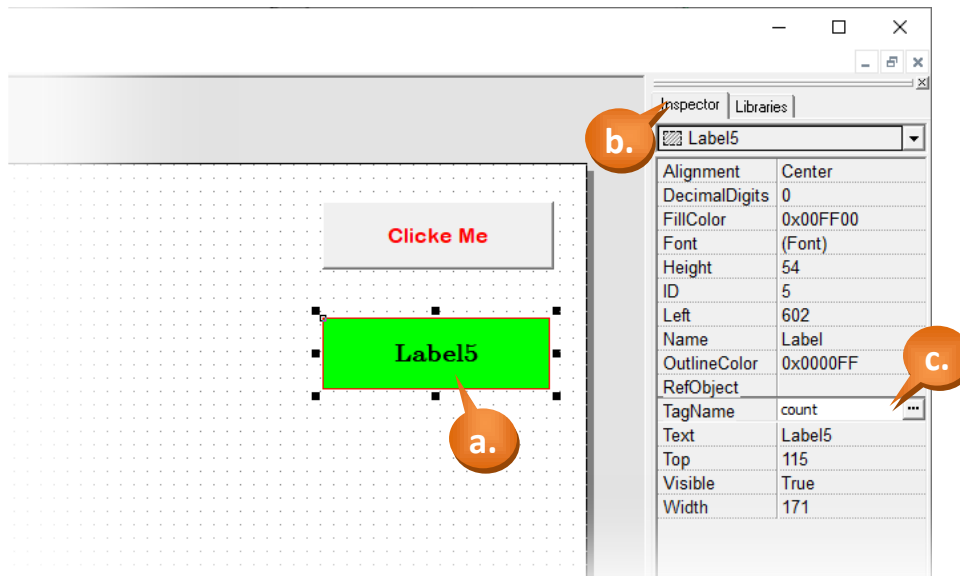 Inspector Libraries
b.
Label5
Alignment Center
DecimalDigits 0
FillColor 0x00FF00
Font (Font)
Height 54
ID 5
Left 602
Name Label
OutlineColor 0x0000FF
RefObject
TagName count
Text Label5
Top 115
Visible True
Width 171
c.
Clicke Me
Label5
a.